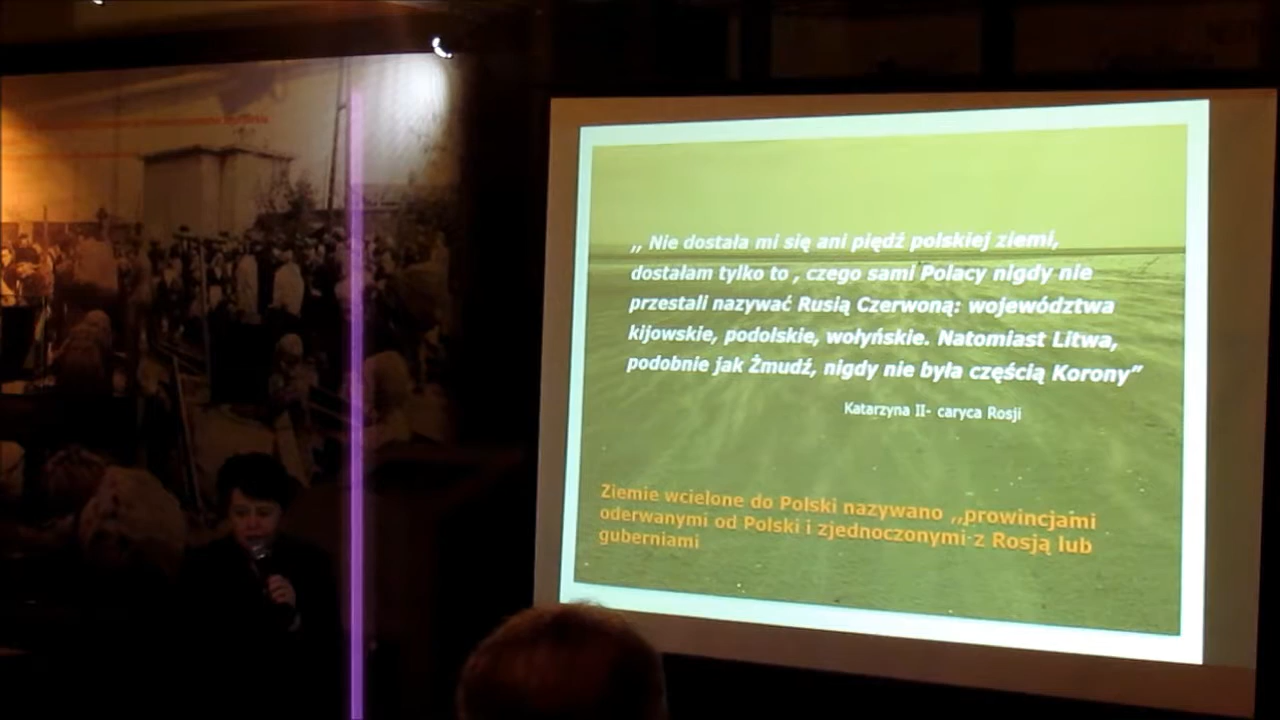 ,, Nie dostała mi się ani piędź polskiej ziemi,
dostałam tylko to , czego sami Polacy nigdy nie
przestali nazywać Rusią Czerwoną: województwa
kijowskie, podolskie, wołyńskie. Natomiast Litwa,
podobnie jak Żmudź, nigdy nie była częścią Korony”
Katarzyna II- caryca Rosji
Ziemie wcielone do Polski nazywano ,,prowincjami
oderwanymi od Polski i zjednoczonymi z Rosją lub
guberniami